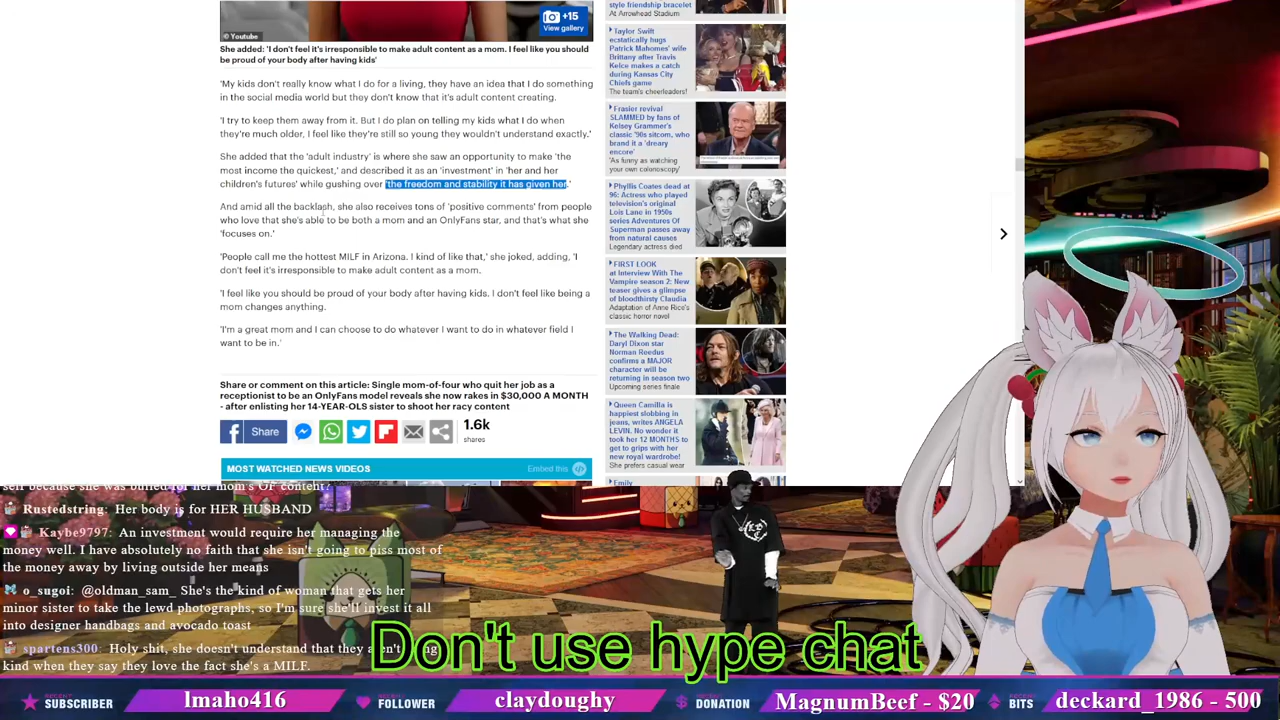 +15
View gallery
© Youtube
She added: 'I don't feel it's irresponsible to make adult content as a mom. I feel like you should
be proud of your body after having kids'
'My kids don't really know what I do for a living, they have an idea that I do something
in the social media world but they don't know that it's adult content creating.
'I try to keep them away from it. But I do plan on telling my kids what I do when
they're much older, I feel like they're still so young they wouldn't understand exactly.'
She added that the 'adult industry' is where she saw an opportunity to make 'the
most income the quickest,' and described it as an 'investment' in 'her and her
children's futures' while gushing over 'the freedom and stability it has given her.'
And amid all the backlash, she also receives tons of 'positive comments' from people
who love that she's able to be both a mom and an OnlyFans star, and that's what she
'focuses on.'
'People call me the hottest MILF in Arizona. I kind of like that,' she joked, adding, 'I
don't feel it's irresponsible to make adult content as a mom.
'I feel like you should be proud of your body after having kids. I don't feel like being a
mom changes anything.
'I'm a great mom and I can choose to do whatever I want to do in whatever field I
want to be in.'
Share or comment on this article: Single mom-of-four who quit her job as a
receptionist to be an OnlyFans model reveals she now rakes in $30,000 A MONTH
- after enlisting her 14-YEAR-OLS sister to shoot her racy content
Share
1.6k
shares
MOST WATCHED NEWS VIDEOS
Embed this
style friendship bracelet
At Arrowhead Stadium
Taylor Swift
ecstatically hugs
Patrick Mahomes' wife
Brittany after Travis
Kelce makes a catch
during Kansas City
Chiefs game
The team's cheerleaders!
Frasier revival
SLAMMED by fans of
Kelsey Grammer's
classic '90s sitcom, who
brand it a 'dreary
encore'
'As funny as watching
your own colonoscopy'
Phyllis Coates dead at
96: Actress who played
television's original
Lois Lane in 1950s
series Adventures Of
Superman passes away
from natural causes
Legendary actress died
FIRST LOOK
at Interview With The
Vampire season 2: New
teaser gives a glimpse
of bloodthirsty Claudia
Adaptation of Anne Rice's
classic horror novel
The Walking Dead:
Daryl Dixon star
Norman Reedus
confirms a MAJOR
character will be
returning in season two
Upcoming series finale
Queen Camilla is
happiest slobbing in
jeans, writes ANGELA
LEVIN. No wonder it
took her 12 MONTHS to
get to grips with her
new royal wardrobe!
She prefers casual wear
Emily
was bullied for her mom's OF content?
Rustedstring: Her body is for HER HUSBAND
Kaybe9797: An investment would require her managing the
money well. I have absolutely no faith that she isn't going to piss most of
the money away by living outside her means
o_sugoi: @oldman_sam_ She's the kind of woman that gets her
minor sister to take the lewd photographs, so I'm sure she'll invest it all
into designer handbags and avocado toast
spartens300: Holy shit, she doesn't understand that they aren't
kind when they say they love the fact she's a MILF.
Don't use hype chat
RECENT SUBSCRIBER lmaho416
RECENT FOLLOWER claydoughy
RECENT DONATION MagnumBeef - $20
RECENT BITS deckard_1986 - 500